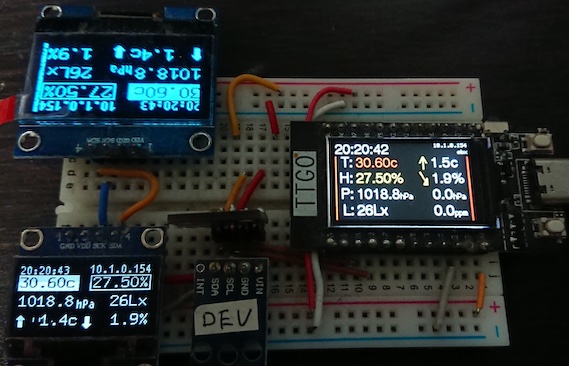 20:20:43 10.1.0.154
30.60c 27.50%
1018.8hPa 26Lx
↑ 1.4c ↓ 1.9%
VDD GND SCK SDA
TTGO
20:20:42 10.1.0.154
T: 30.60c ↑ 1.5c
H: 27.50% ↘ 1.9%
P: 1018.8hPa 0.0hPa
L: 26Lx 0.0ppm
GND VDD SCK SDA
20:20:43 10.1.0.154
30.60c 27.50%
1018.8hPa 26Lx
↑ 1.4c ↓ 1.9%
INT SDA SCL GND VIN
DEV